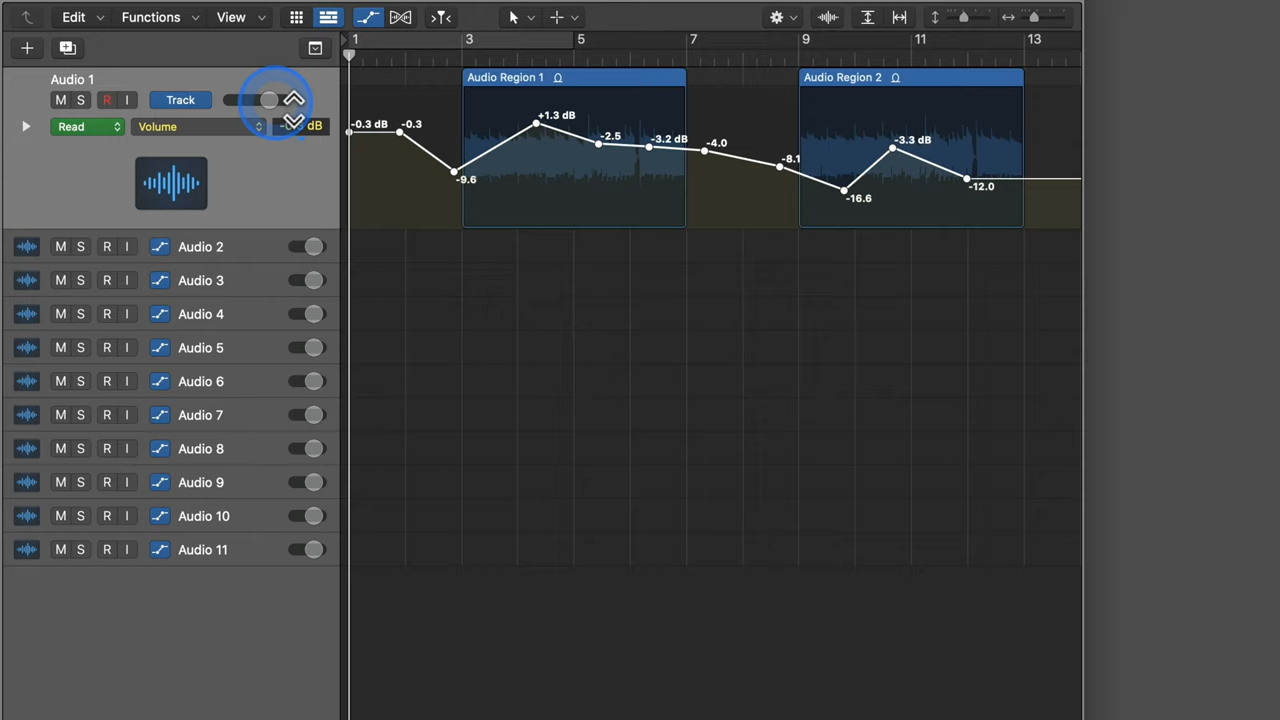 Edit Functions View
1 3 5 7 9 11 13
Audio 1
M S R I Track
Read Volume dB
Audio Region 1
Audio Region 2
-0.3 dB -0.3 -9.6 +1.3 dB -2.5 -3.2 dB -4.0 -8.1 -16.6 -3.3 dB -12.0
M S R I Audio 2
M S R I Audio 3
M S R I Audio 4
M S R I Audio 5
M S R I Audio 6
M S R I Audio 7
M S R I Audio 8
M S R I Audio 9
M S R I Audio 10
M S R I Audio 11